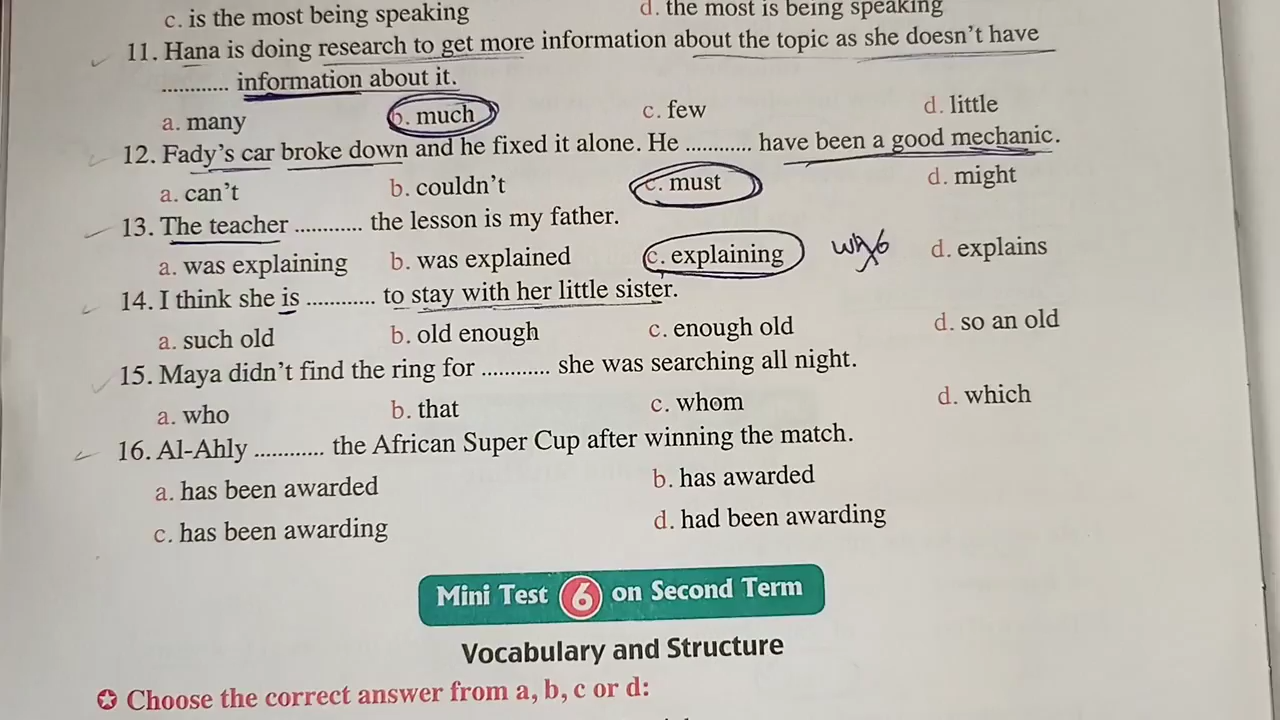 c. is the most being speaking d. the most is being speaking
11. Hana is doing research to get more information about the topic as she doesn't have
............ information about it.
a. many b. much c. few d. little
12. Fady's car broke down and he fixed it alone. He ............ have been a good mechanic.
a. can't b. couldn't c. must d. might
13. The teacher ............ the lesson is my father.
a. was explaining b. was explained c. explaining d. explains
14. I think she is ............ to stay with her little sister.
a. such old b. old enough c. enough old d. so an old
15. Maya didn't find the ring for ............ she was searching all night.
a. who b. that c. whom d. which
16. Al-Ahly ............ the African Super Cup after winning the match.
a. has been awarded b. has awarded
c. has been awarding d. had been awarding
Mini Test 6 on Second Term
Vocabulary and Structure
Choose the correct answer from a, b, c or d: